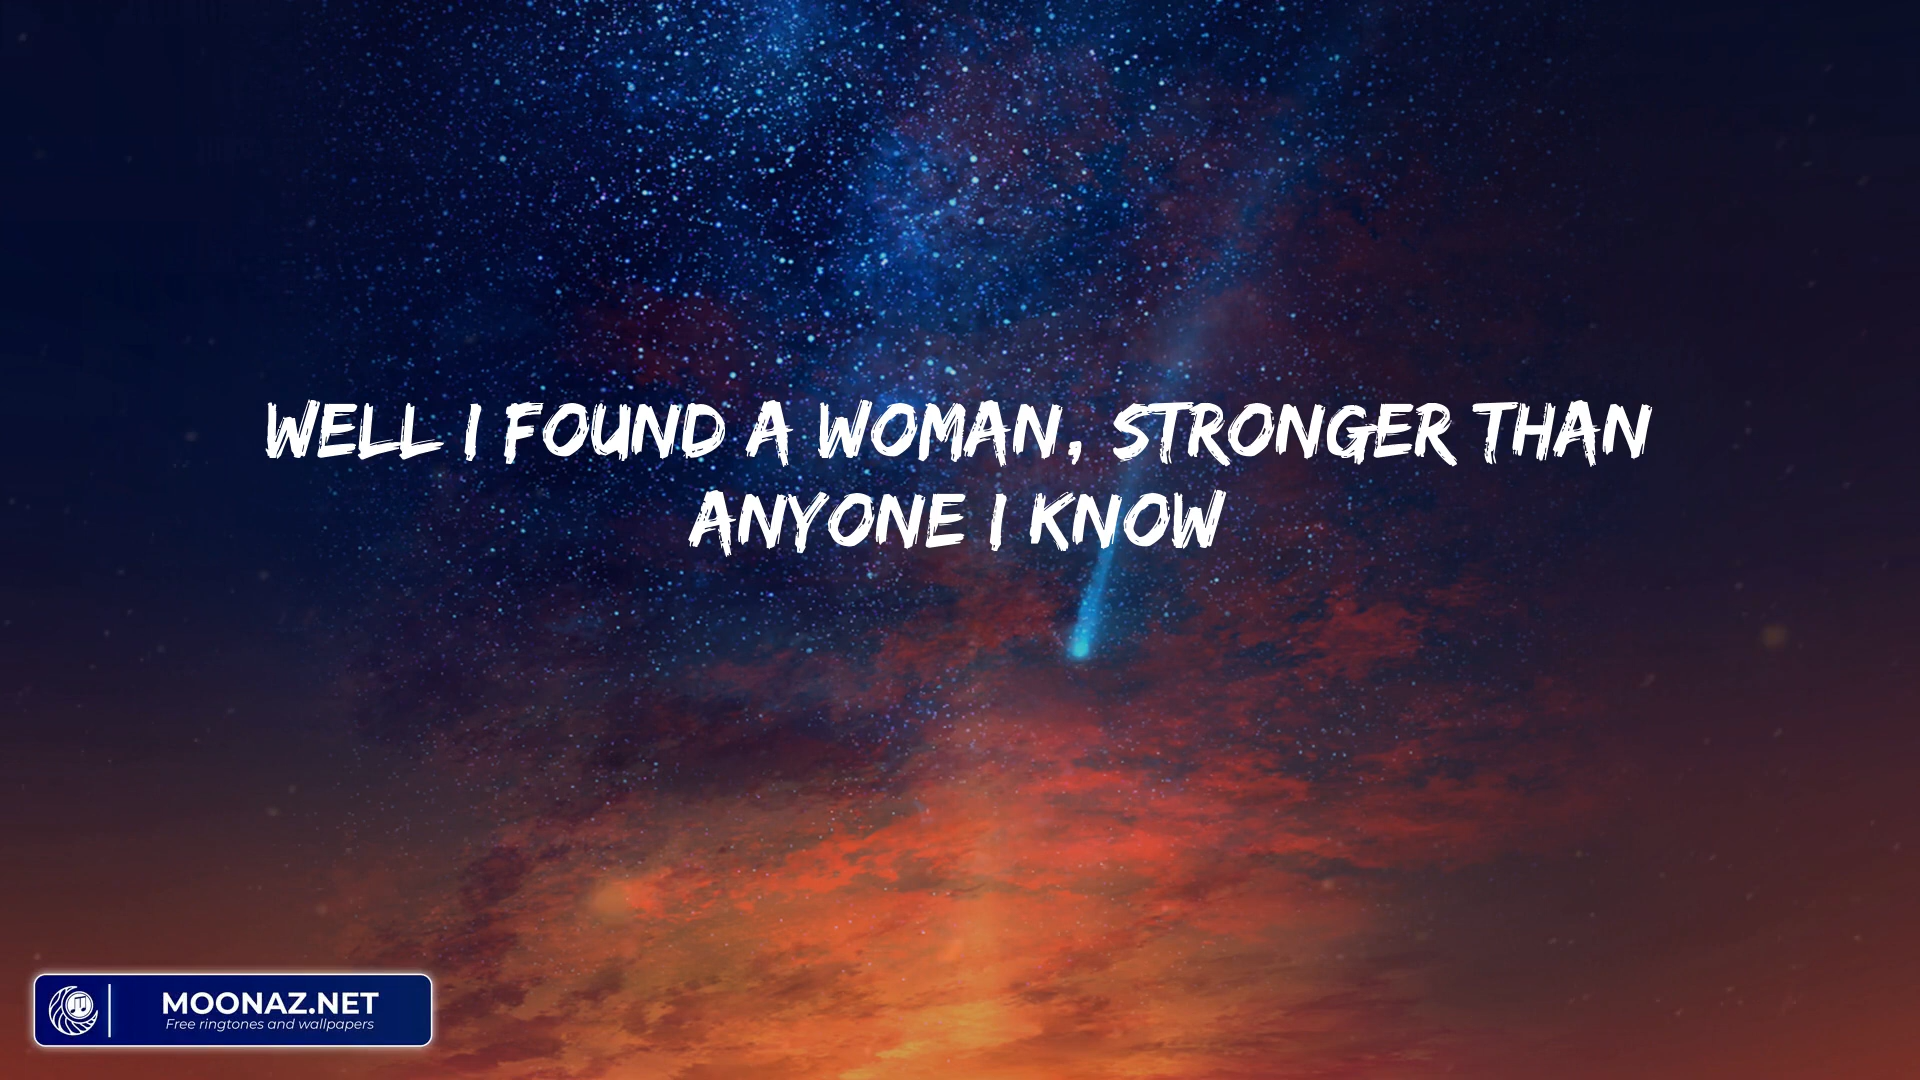 WELL I FOUND A WOMAN, STRONGER THAN
ANYONE I KNOW
MOONAZ.NET
Free ringtones and wallpapers